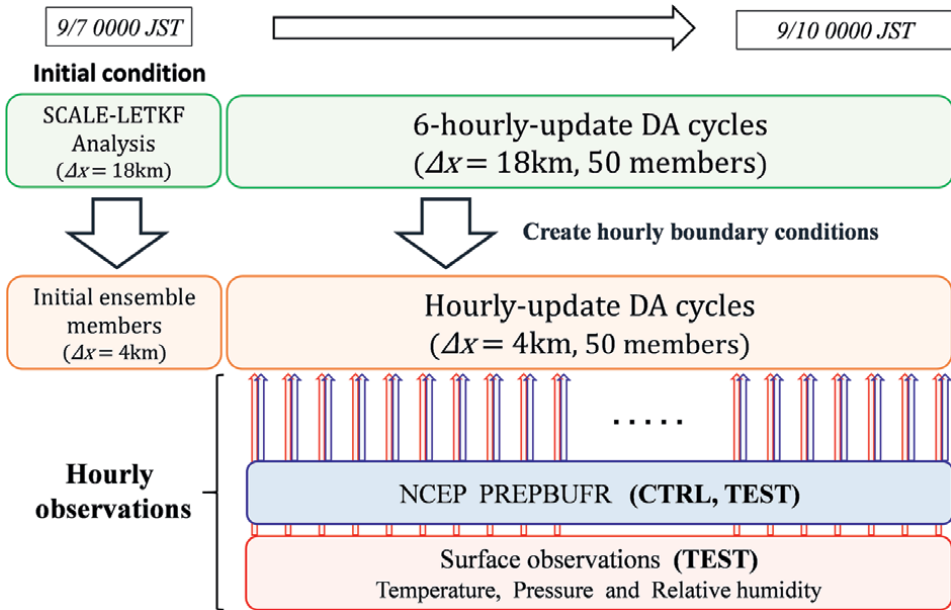 9/7 0000 JST
9/10 0000 JST
Initial condition
SCALE-LETKF
Analysis
(Δx = 18km)
6-hourly-update DA cycles
(Δx = 18km, 50 members)
Create hourly boundary conditions
Initial ensemble
members
(Δx = 4km)
Hourly-update DA cycles
(Δx = 4km, 50 members)
.....
Hourly
observations
NCEP PREPBUFR (CTRL, TEST)
Surface observations (TEST)
Temperature, Pressure and Relative humidity